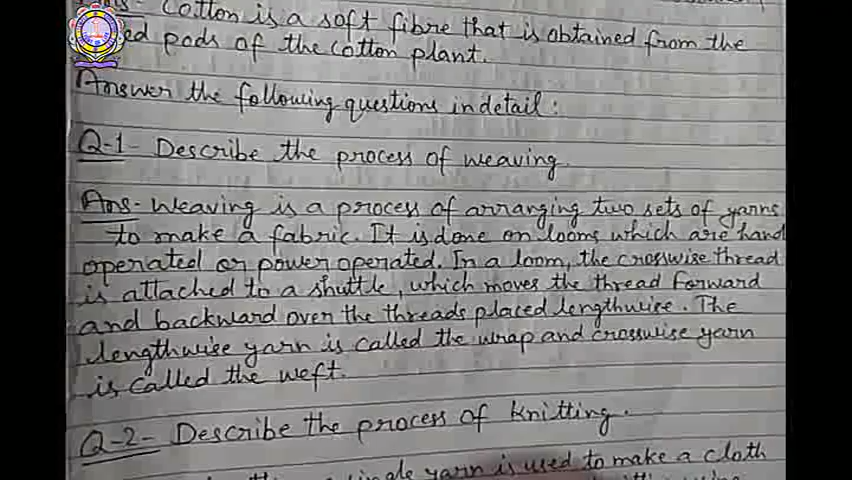 Ans- Cotton is a soft fibre that is obtained from the
ed pods of the cotton plant.
Answer the following questions in detail:
Q-1- Describe the process of weaving.
Ans- Weaving is a process of arranging two sets of yarns
to make a fabric. It is done on looms which are hand
operated or power operated. In a loom, the crosswise thread
is attached to a shuttle, which moves the thread forward
and backward over the threads placed lengthwise. The
lengthwise yarn is called the wrap and crosswise yarn
is called the weft.
Q-2- Describe the process of Knitting.
single yarn is used to make a cloth